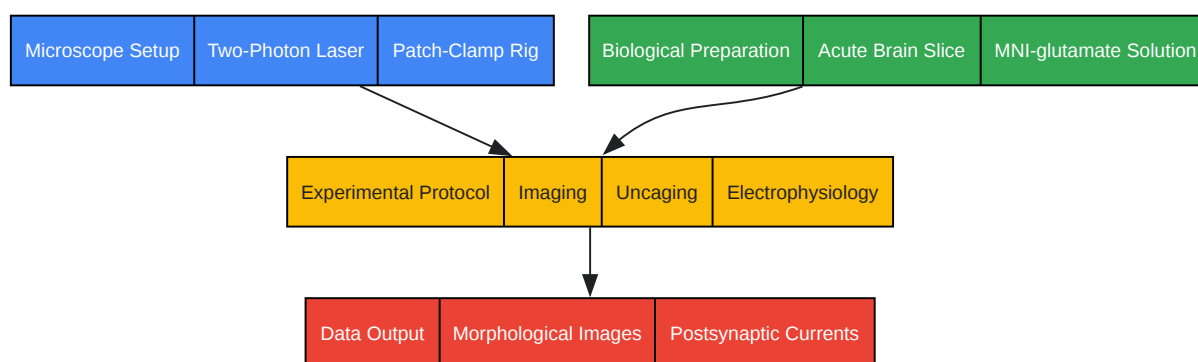 Microscope Setup Two-Photon Laser Patch-Clamp Rig
Biological Preparation Acute Brain Slice MNI-glutamate Solution
Experimental Protocol Imaging Uncaging Electrophysiology
Data Output Morphological Images Postsynaptic Currents